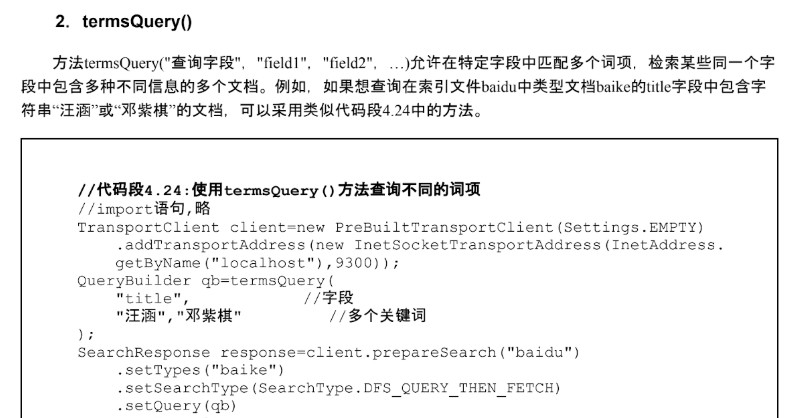 2. termsQuery()
方法termsQuery("查询字段", "field1", "field2", …)允许在特定字段中匹配多个词项，检索某些同一个字
段中包含多种不同信息的多个文档。例如，如果想查询在索引文件baidu中类型文档baike的title字段中包含字
符串“汪涵”或“邓紫棋”的文档，可以采用类似代码段4.24中的方法。
//代码段4.24:使用termsQuery()方法查询不同的词项
//import语句,略
TransportClient client=new PreBuiltTransportClient(Settings.EMPTY)
.addTransportAddress(new InetSocketTransportAddress(InetAddress.
getByName("localhost"),9300));
QueryBuilder qb=termsQuery(
"title", //字段
"汪涵","邓紫棋" //多个关键词
);
SearchResponse response=client.prepareSearch("baidu")
.setTypes("baike")
.setSearchType(SearchType.DFS_QUERY_THEN_FETCH)
.setQuery(qb)